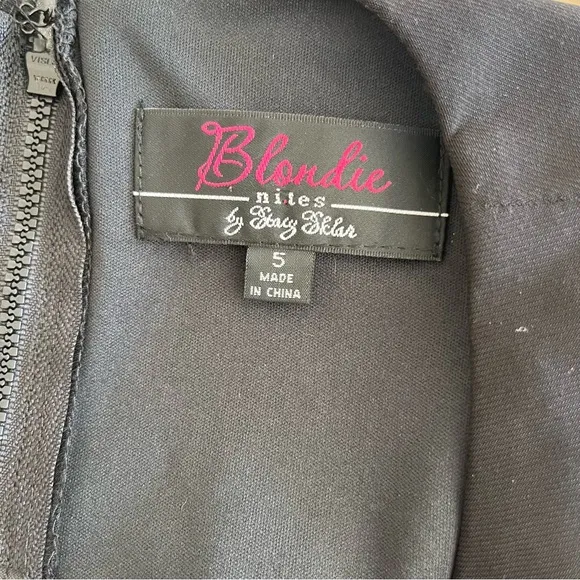 Blondie
nites
by Stacy Sklar
5
MADE
IN CHINA